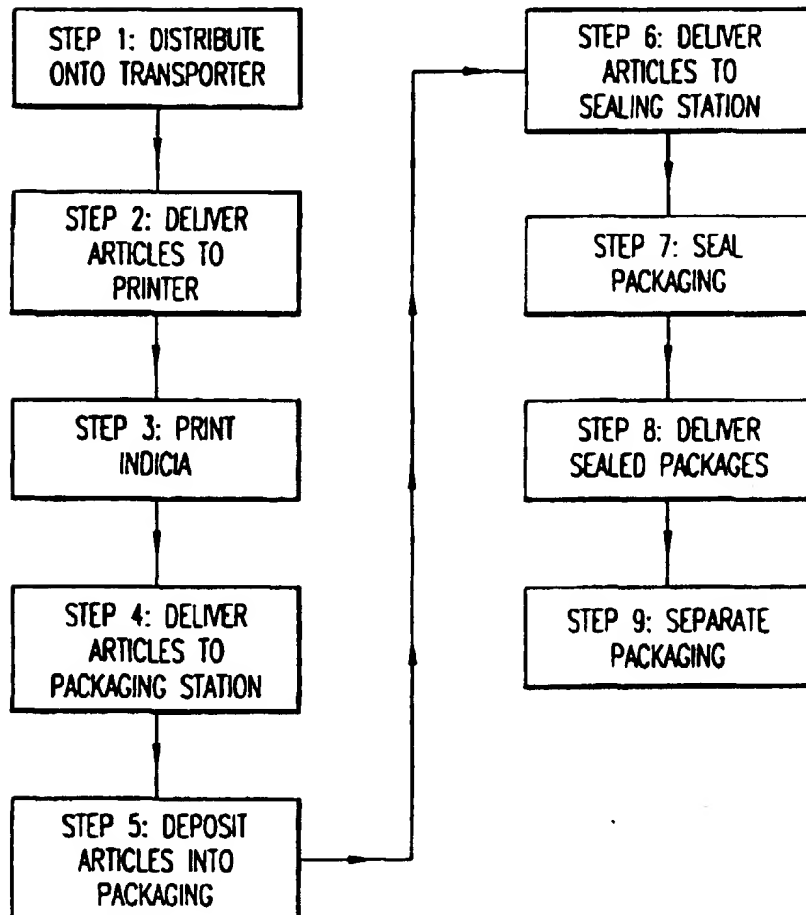 STEP 1: DISTRIBUTE
ONTO TRANSPORTER
STEP 2: DELIVER
ARTICLES TO
PRINTER
STEP 3: PRINT
INDICIA
STEP 4: DELIVER
ARTICLES TO
PACKAGING STATION
STEP 5: DEPOSIT
ARTICLES INTO
PACKAGING
STEP 6: DELIVER
ARTICLES TO
SEALING STATION
STEP 7: SEAL
PACKAGING
STEP 8: DELIVER
SEALED PACKAGES
STEP 9: SEPARATE
PACKAGING